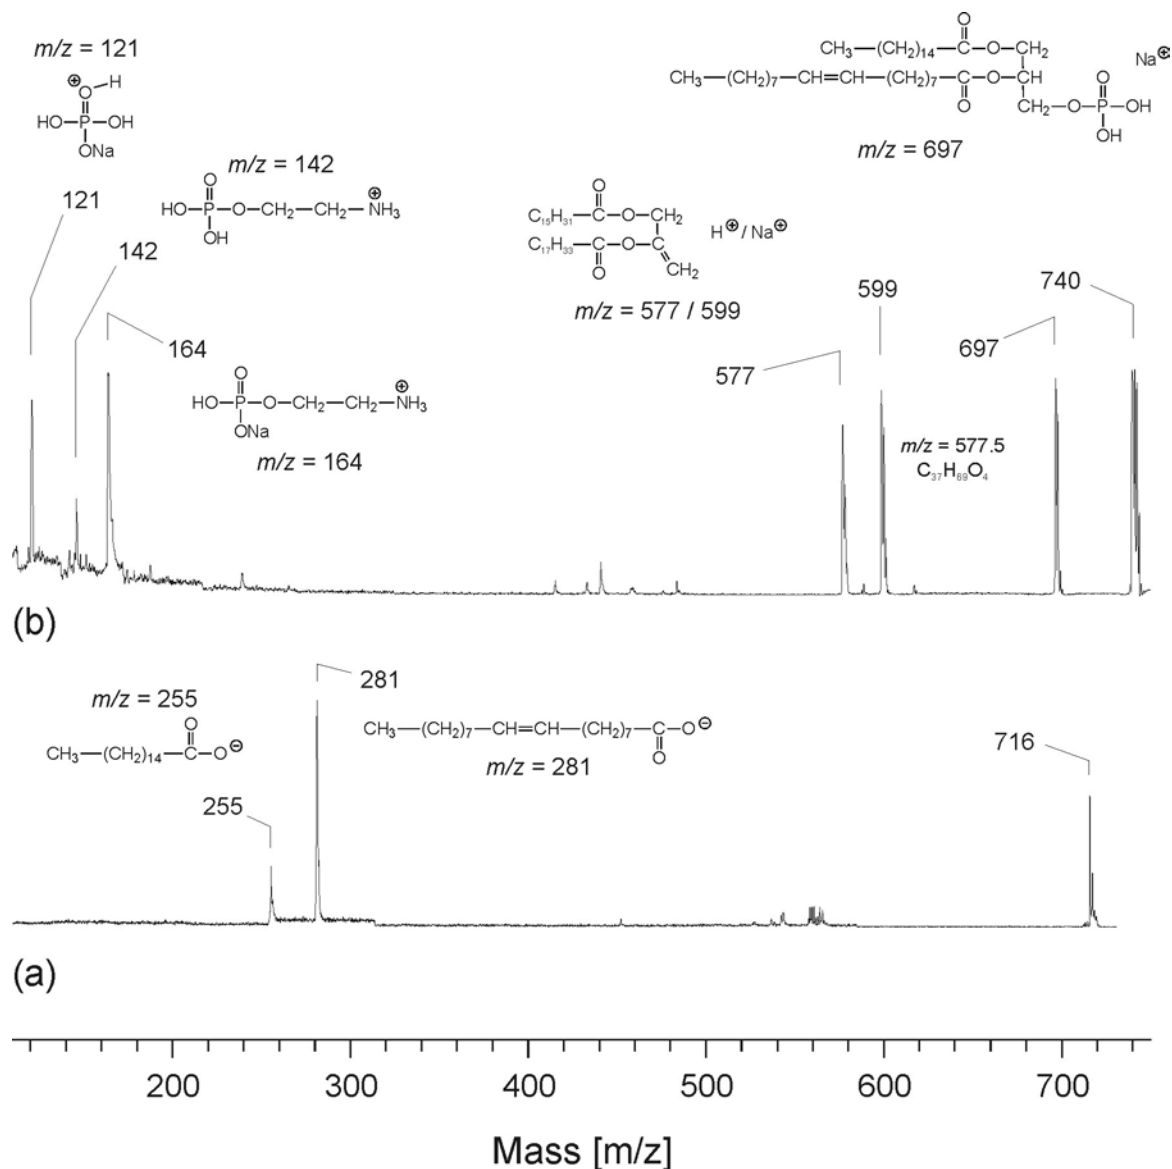 m/z = 121
⊕
O—H
HO—P—OH
ONa
121
m/z = 142
O
HO—P—O—CH₂—CH₂—NH₃
⊕
OH
142
164
O
HO—P—O—CH₂—CH₂—NH₃
⊕
ONa
m/z = 164
O
C₁₅H₃₁—C—O—CH₂
C₁₇H₃₃—C—O—C
O
CH₂
H⊕/Na⊕
m/z = 577 / 599
O
CH₃—(CH₂)₁₄—C—O—CH₂
Na⊕
CH₃—(CH₂)₇—CH=CH—(CH₂)₇—C—O—CH
O
O
CH₂—O—P—OH
OH
m/z = 697
577
599
m/z = 577.5
C₃₇H₆₉O₄
697
740
(b)
m/z = 255
O
CH₃—(CH₂)₁₄—C—O⊖
255
281
CH₃—(CH₂)₇—CH=CH—(CH₂)₇—C—O⊖
O
m/z = 281
716
(a)
200 300 400 500 600 700
Mass [m/z]